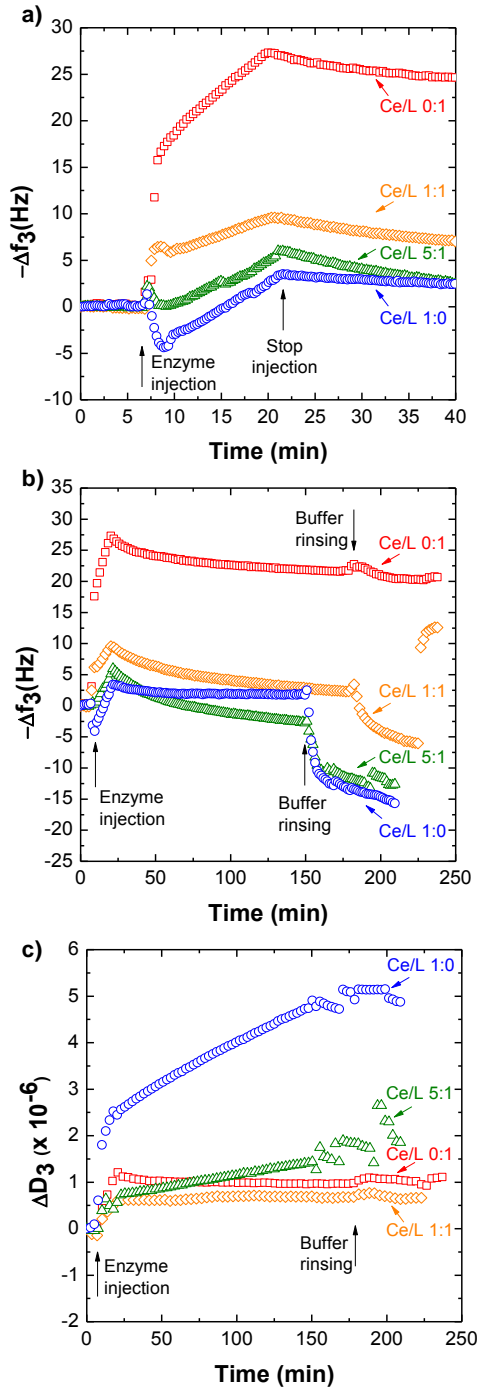 a)
30
25
20
15
10
5
0
-5
-10
−Δf₃(Hz)
Ce/L 0:1
Ce/L 1:1
Ce/L 5:1
Ce/L 1:0
Enzyme
injection
Stop
injection
0 5 10 15 20 25 30 35 40
Time (min)
b)
35
30
25
20
15
10
5
0
-5
-10
-15
-20
-25
−Δf₃(Hz)
Buffer
rinsing
Ce/L 0:1
Ce/L 1:1
Ce/L 5:1
Ce/L 1:0
Enzyme
injection
Buffer
rinsing
0 50 100 150 200 250
Time (min)
c)
6
5
4
3
2
1
0
-1
-2
ΔD₃ (x 10⁻⁶)
Ce/L 1:0
Ce/L 5:1
Ce/L 0:1
Ce/L 1:1
Enzyme
injection
Buffer
rinsing
0 50 100 150 200 250
Time (min)